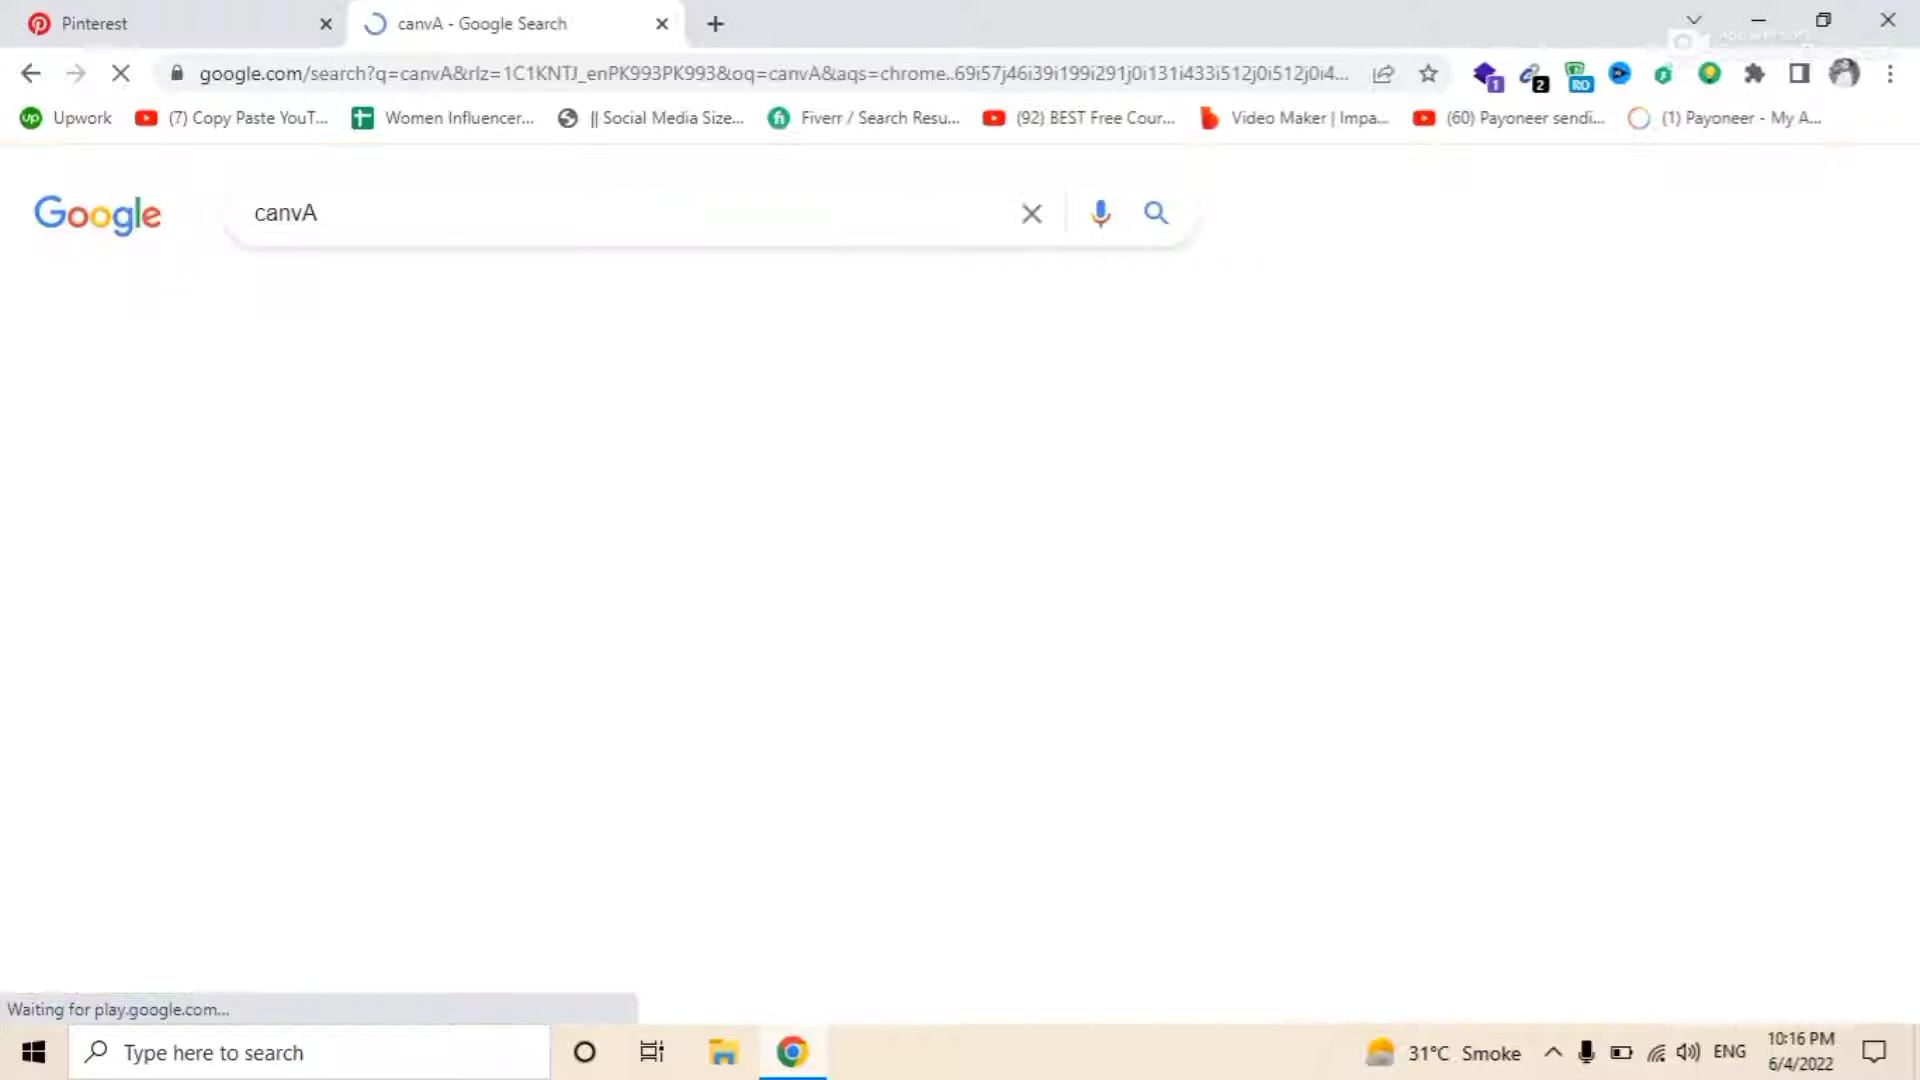 Pinterest
canvA - Google Search
google.com/search?q=canvA&rlz=1C1KNTJ_enPK993PK993&oq=canvA&aqs=chrome..69i57j46i39i199i291j0i131i433i512j0i512j0i4...
1
2
RO
Upwork
(7) Copy Paste YouT...
Women Influencer...
|| Social Media Size...
Fiverr / Search Resu...
(92) BEST Free Cour...
Video Maker | Impa...
(60) Payoneer sendi...
(1) Payoneer - My A...
Google
canvA
Waiting for play.google.com...
Type here to search
31°C Smoke
ENG
10:16 PM
6/4/2022